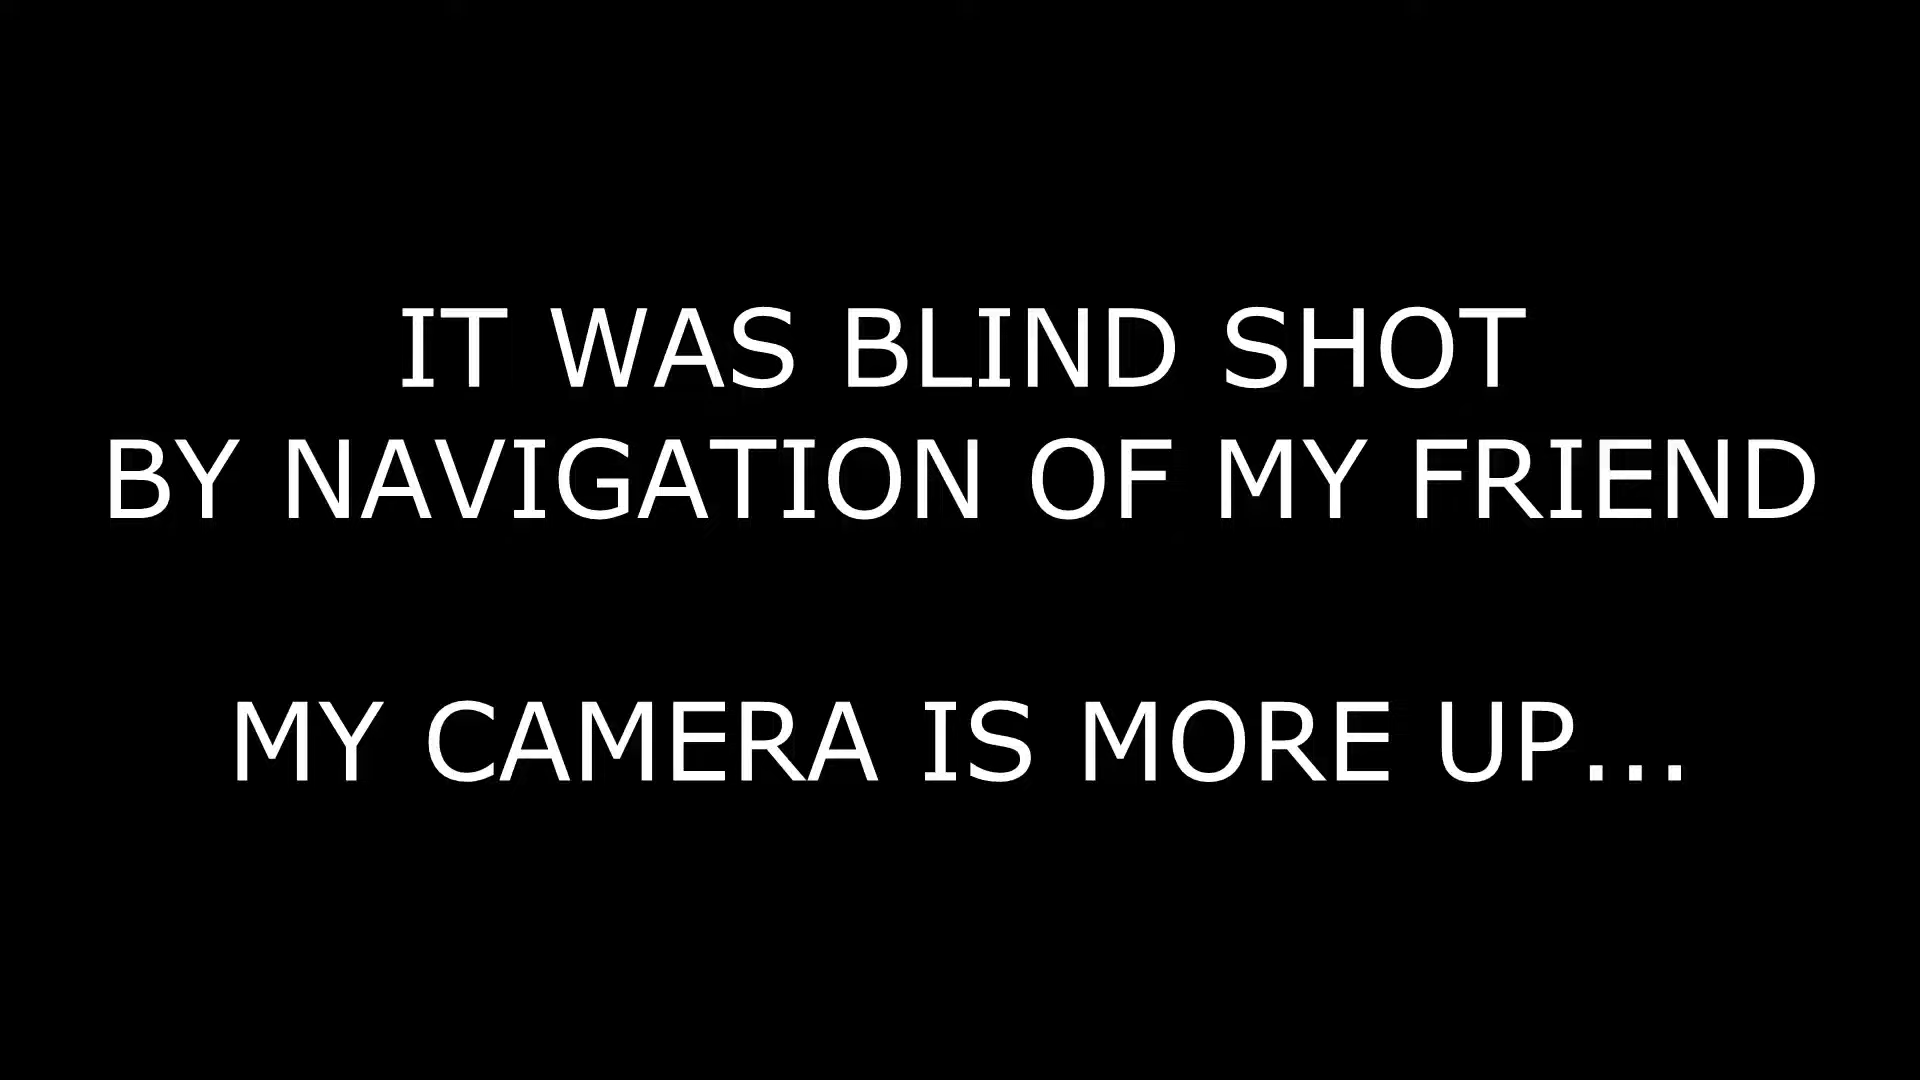 IT WAS BLIND SHOT
BY NAVIGATION OF MY FRIEND
MY CAMERA IS MORE UP...